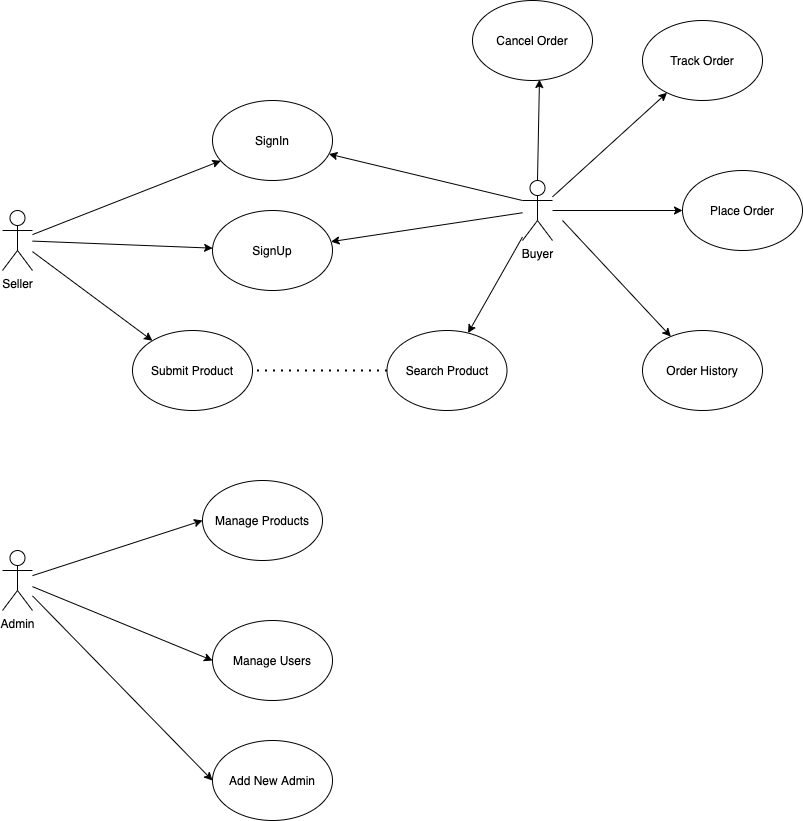 Cancel Order
Track Order
SignIn
Place Order
SignUp
Buyer
Seller
Submit Product
Search Product
Order History
Manage Products
Admin
Manage Users
Add New Admin